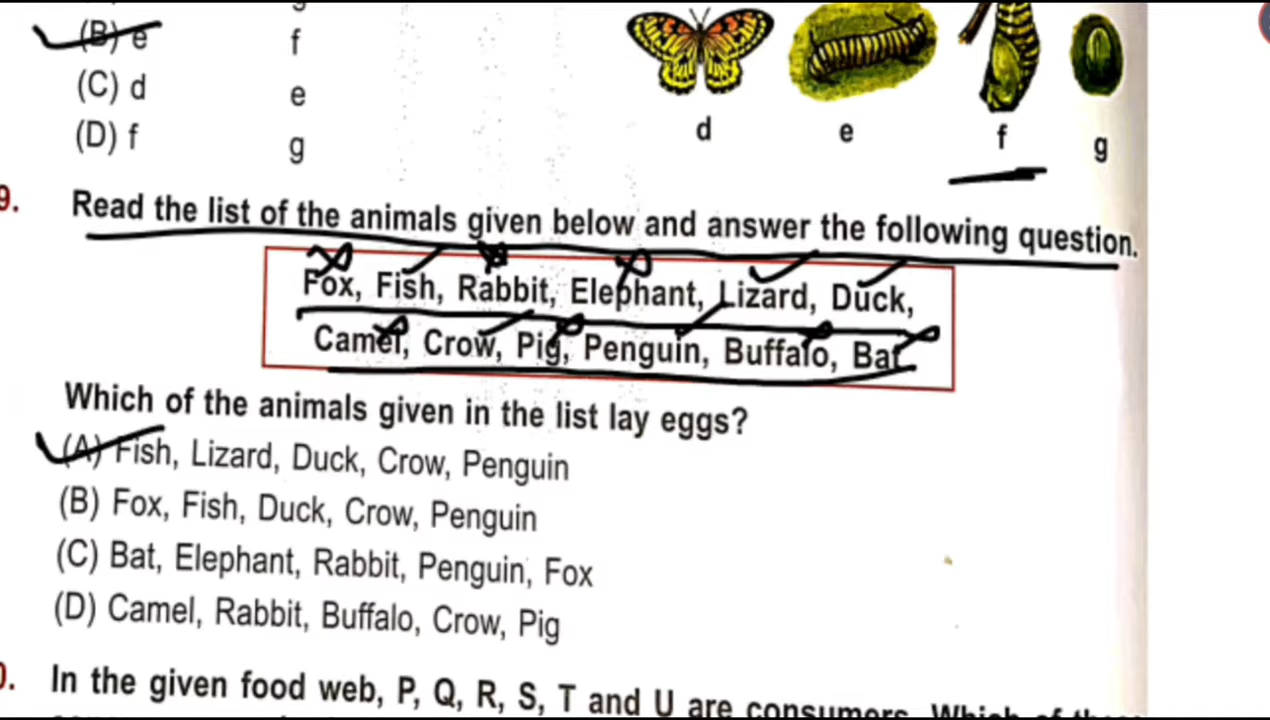 (B) e f
(C) d e
(D) f g
d e f g
9. Read the list of the animals given below and answer the following question.
Fox, Fish, Rabbit, Elephant, Lizard, Duck,
Camel, Crow, Pig, Penguin, Buffalo, Bat
Which of the animals given in the list lay eggs?
(A) Fish, Lizard, Duck, Crow, Penguin
(B) Fox, Fish, Duck, Crow, Penguin
(C) Bat, Elephant, Rabbit, Penguin, Fox
(D) Camel, Rabbit, Buffalo, Crow, Pig
0. In the given food web, P, Q, R, S, T and U are consumers. Which of